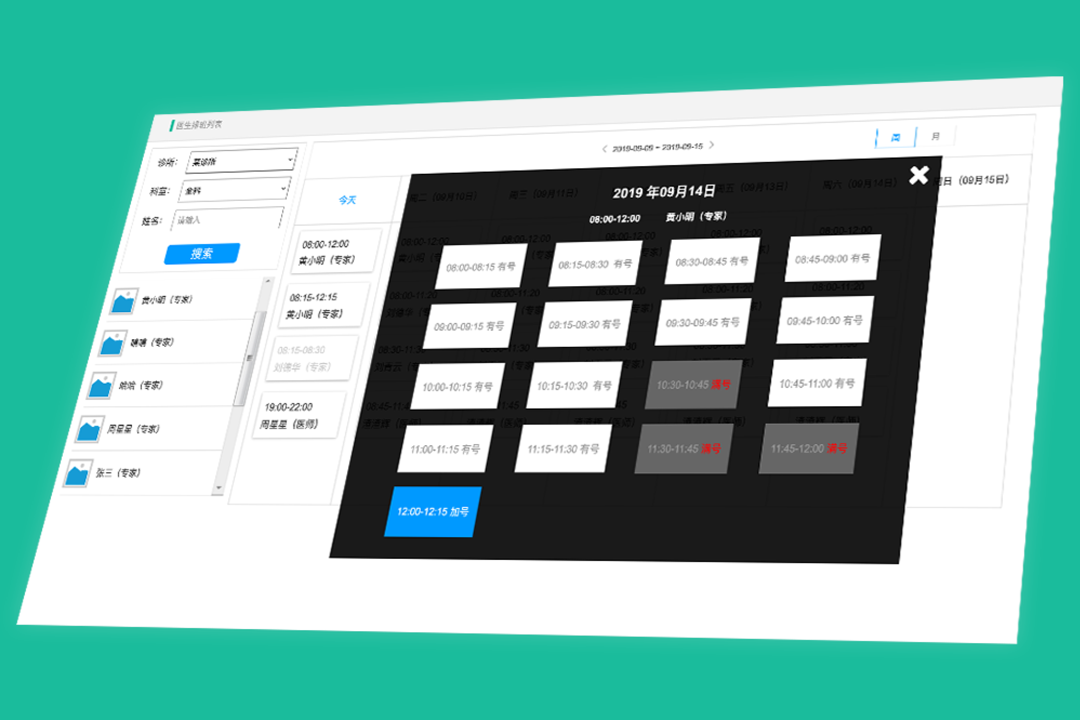 医生排班列表
诊所： 某诊所
科室： 全科
姓名： 请输入
搜索
黄小明（专家）
嘻嘻（专家）
哈哈（专家）
周星星（专家）
张三（专家）
2019-09-09 ~ 2019-09-15
周 月
今天
周二（09月10日）
周三（09月11日）
周五（09月13日）
周六（09月14日）
周日（09月15日）
08:00-12:00
黄小明（专家）
08:15-12:15
黄小明（专家）
08:15-08:30
刘德华（专家）
19:00-22:00
周星星（医师）
2019 年09月14日
08:00-12:00 黄小明（专家）
08:00-08:15 有号
08:15-08:30 有号
08:30-08:45 有号
08:45-09:00 有号
09:00-09:15 有号
09:15-09:30 有号
09:30-09:45 有号
09:45-10:00 有号
10:00-10:15 有号
10:15-10:30 有号
10:30-10:45 满号
10:45-11:00 有号
11:00-11:15 有号
11:15-11:30 有号
11:30-11:45 满号
11:45-12:00 满号
12:00-12:15 加号